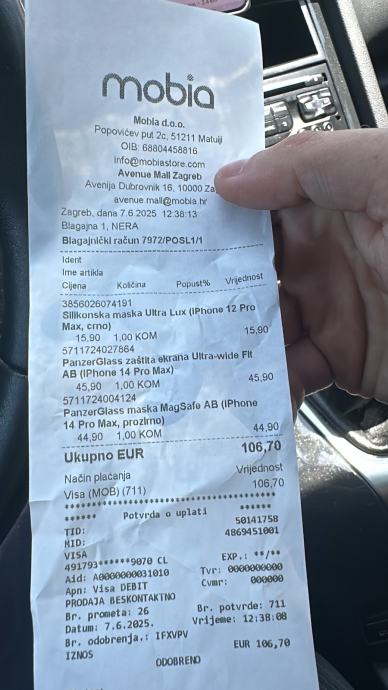 mobia
Mobia d.o.o.
Popovićev put 2c, 51211 Matulji
OIB: 68804458816
info@mobiastore.com
Avenue Mall Zagreb
Avenija Dubrovnik 16, 10000 Za
avenue.mall@mobia.hr
Zagreb, dana 7.6.2025 12:38:13
Blagajna 1, NERA
Blagajnički račun 7972/POSL1/1
Ident
Ime artikla
Cijena Količina Popust% Vrijednost
3856026074191
Silikonska maska Ultra Lux (iPhone 12 Pro
Max, crno)
15,90 1,00 KOM 15,90
5711724027864
PanzerGlass zaštita ekrana Ultra-wide Fit
AB (iPhone 14 Pro Max)
45,90 1,00 KOM 45,90
5711724004124
PanzerGlass maska MagSafe AB (iPhone
14 Pro Max, prozirno)
44,90 1,00 KOM 44,90
Ukupno EUR 106,70
Način plaćanja Vrijednost
Visa (MOB) (711) 106,70
****** Potvrda o uplati ******
TID: 50141758
MID: 4869451001
VISA
491793******9070 CL EXP.: **/**
Aid: A0000000031010 Tvr: 0000000000
Apn: Visa DEBIT Cvmr: 000000
PRODAJA BESKONTAKTNO
Br. prometa: 26 Br. potvrde: 711
Datum: 7.6.2025. Vrijeme: 12:38:08
Br. odobrenja.: IFXVPV
IZNOS EUR 106,70
ODOBRENO